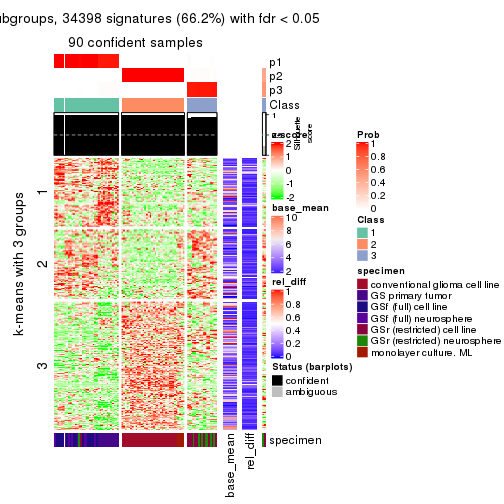 ubgroups, 34398 signatures (66.2%) with fdr < 0.05
90 confident samples
p1
p2
p3
Class
1
Silhouette
score
z-score
2
1
0
-1
-2
base_mean
10
8
6
4
2
rel_diff
1
0.8
0.6
0.4
0.2
0
Status (barplots)
confident
ambiguous
Prob
1
0.8
0.6
0.4
0.2
0
Class
1
2
3
specimen
conventional glioma cell line
GS primary tumor
GSf (full) cell line
GSf (full) neurosphere
GSr (restricted) cell line
GSr (restricted) neurosphere
monolayer culture. ML
k-means with 3 groups
1
2
3
specimen
base_mean
rel_diff